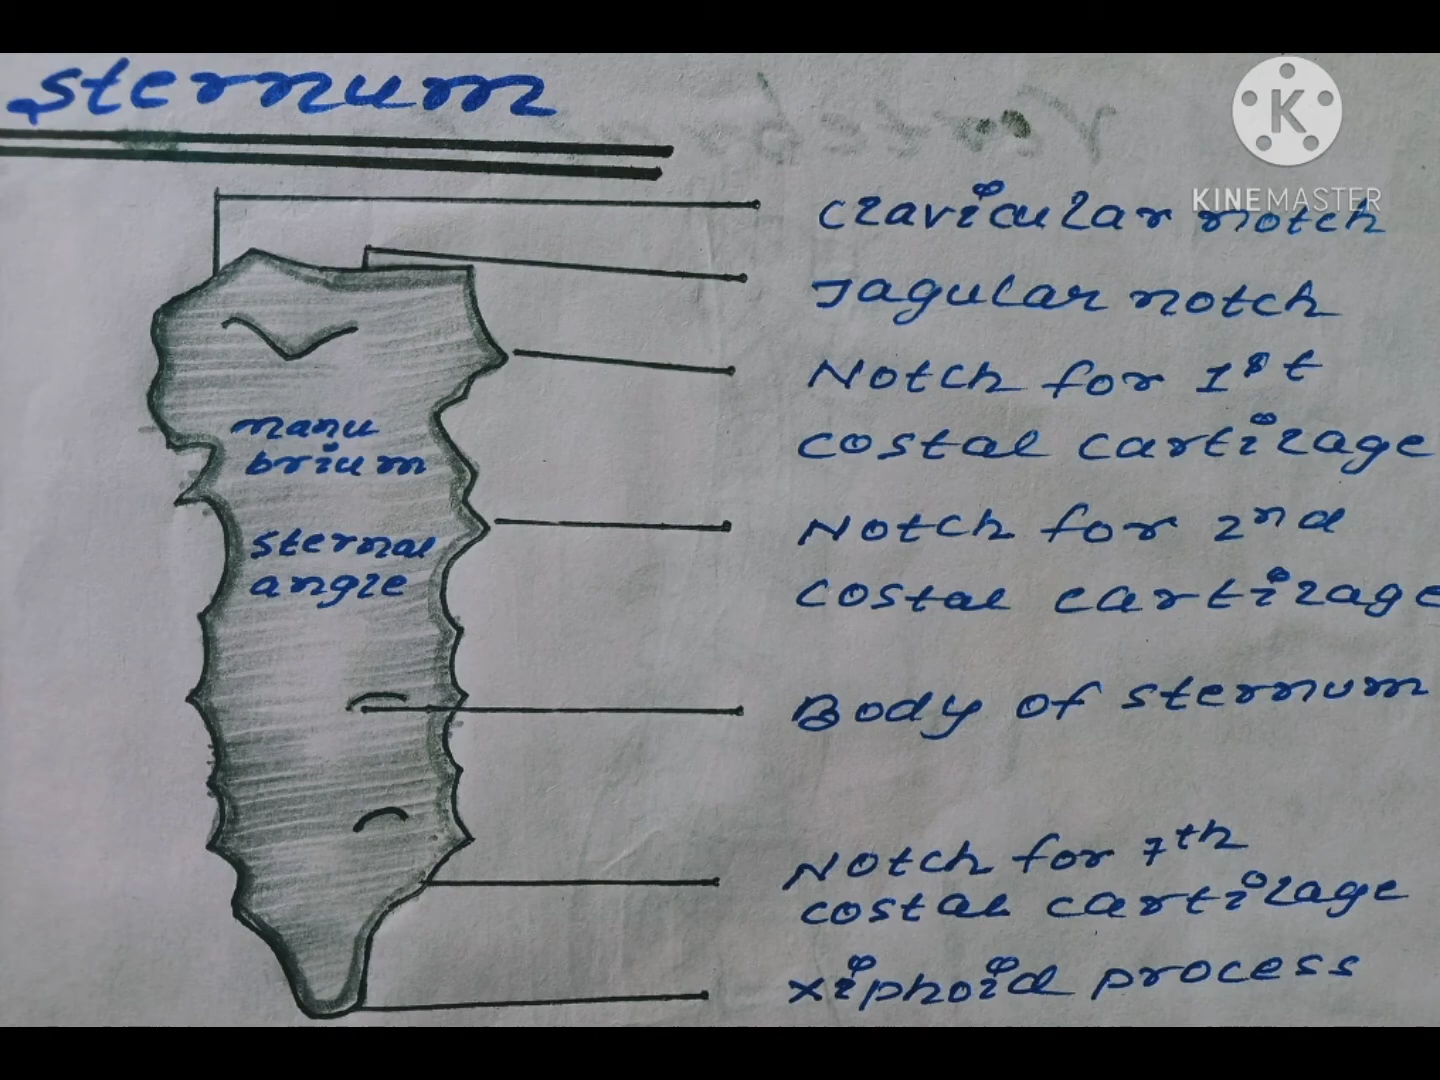 sternum
KINEMASTER
clavicular notch
Jagular notch
Notch for 1st
costal cartilage
manu
brium
Notch for 2nd
costal cartilage
sternal
angle
Body of sternum
Notch for 7th
costal cartilage
xiphoid process